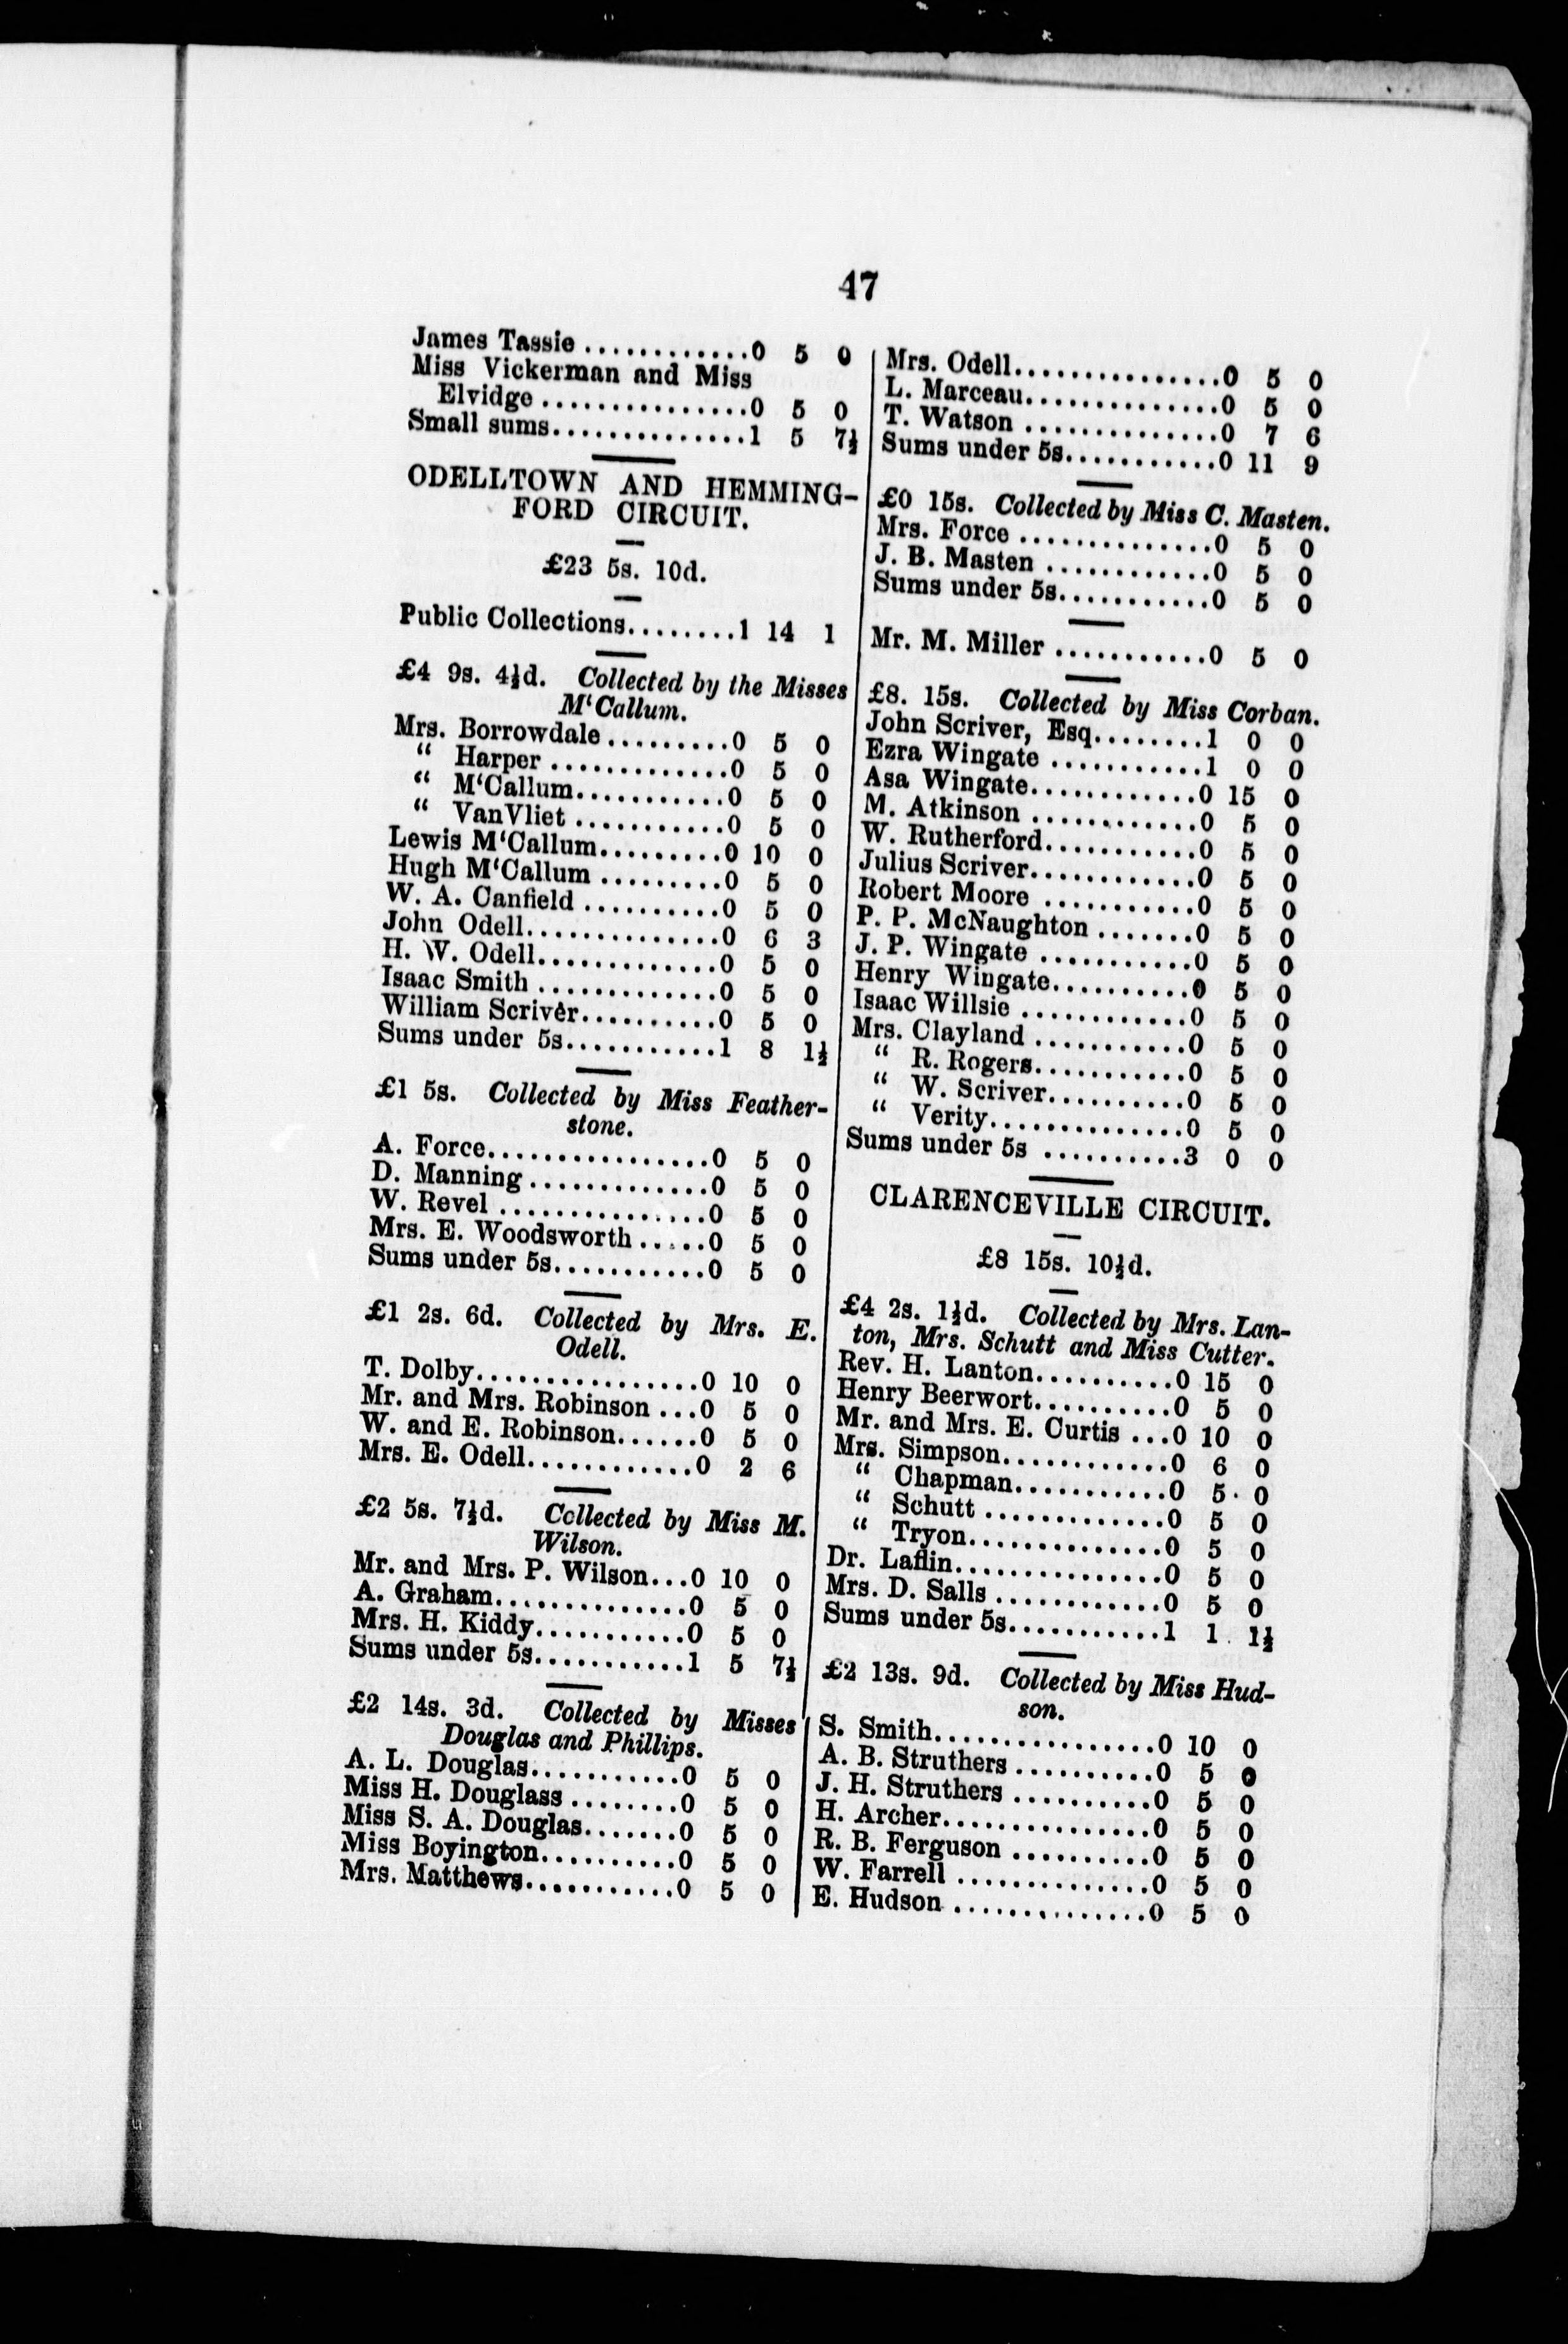 47
James Tassie ............0 5 0
Miss Vickerman and Miss
Elvidge ...............0 5 0
Small sums..............1 5 7½
ODELLTOWN AND HEMMING-
FORD CIRCUIT.
£23 5s. 10d.
Public Collections........1 14 1
£4 9s. 4½d. Collected by the Misses
M‘Callum.
Mrs. Borrowdale.........0 5 0
“ Harper .............0 5 0
“ M‘Callum...........0 5 0
“ VanVliet ...........0 5 0
Lewis M‘Callum.........0 10 0
Hugh M‘Callum .........0 5 0
W. A. Canfield ..........0 5 0
John Odell..............0 6 3
H. W. Odell.............0 5 0
Isaac Smith .............0 5 0
William Scriver..........0 5 0
Sums under 5s...........1 8 1½
£1 5s. Collected by Miss Feather-
stone.
A. Force................0 5 0
D. Manning.............0 5 0
W. Revel ...............0 5 0
Mrs. E. Woodsworth.....0 5 0
Sums under 5s...........0 5 0
£1 2s. 6d. Collected by Mrs. E.
Odell.
T. Dolby................0 10 0
Mr. and Mrs. Robinson ...0 5 0
W. and E. Robinson......0 5 0
Mrs. E. Odell............0 2 6
£2 5s. 7½d. Collected by Miss M.
Wilson.
Mr. and Mrs. P. Wilson...0 10 0
A. Graham..............0 5 0
Mrs. H. Kiddy...........0 5 0
Sums under 5s...........1 5 7½
£2 14s. 3d. Collected by Misses
Douglas and Phillips.
A. L. Douglas...........0 5 0
Miss H. Douglass ........0 5 0
Miss S. A. Douglas.......0 5 0
Miss Boyington..........0 5 0
Mrs. Matthews...........0 5 0
Mrs. Odell...............0 5 0
L. Marceau..............0 5 0
T. Watson ..............0 7 6
Sums under 5s...........0 11 9
£0 15s. Collected by Miss C. Masten.
Mrs. Force ..............0 5 0
J. B. Masten ............0 5 0
Sums under 5s...........0 5 0
Mr. M. Miller ...........0 5 0
£8. 15s. Collected by Miss Corban.
John Scriver, Esq........1 0 0
Ezra Wingate ...........1 0 0
Asa Wingate............0 15 0
M. Atkinson ............0 5 0
W. Rutherford...........0 5 0
Julius Scriver............0 5 0
Robert Moore ...........0 5 0
P. P. McNaughton .......0 5 0
J. P. Wingate ...........0 5 0
Henry Wingate..........0 5 0
Isaac Willsie ............0 5 0
Mrs. Clayland ...........0 5 0
“ R. Rogers...........0 5 0
“ W. Scriver..........0 5 0
“ Verity..............0 5 0
Sums under 5s ..........3 0 0
CLARENCEVILLE CIRCUIT.
£8 15s. 10½d.
£4 2s. 1½d. Collected by Mrs. Lan-
ton, Mrs. Schutt and Miss Cutter.
Rev. H. Lanton..........0 15 0
Henry Beerwort..........0 5 0
Mr. and Mrs. E. Curtis ...0 10 0
Mrs. Simpson............0 6 0
“ Chapman...........0 5 0
“ Schutt .............0 5 0
“ Tryon..............0 5 0
Dr. Laflin...............0 5 0
Mrs. D. Salls ............0 5 0
Sums under 5s...........1 1 1½
£2 13s. 9d. Collected by Miss Hud-
son.
S. Smith................0 10 0
A. B. Struthers ..........0 5 0
J. H. Struthers ..........0 5 0
H. Archer...............0 5 0
R. B. Ferguson ..........0 5 0
W. Farrell ..............0 5 0
E. Hudson ..............0 5 0